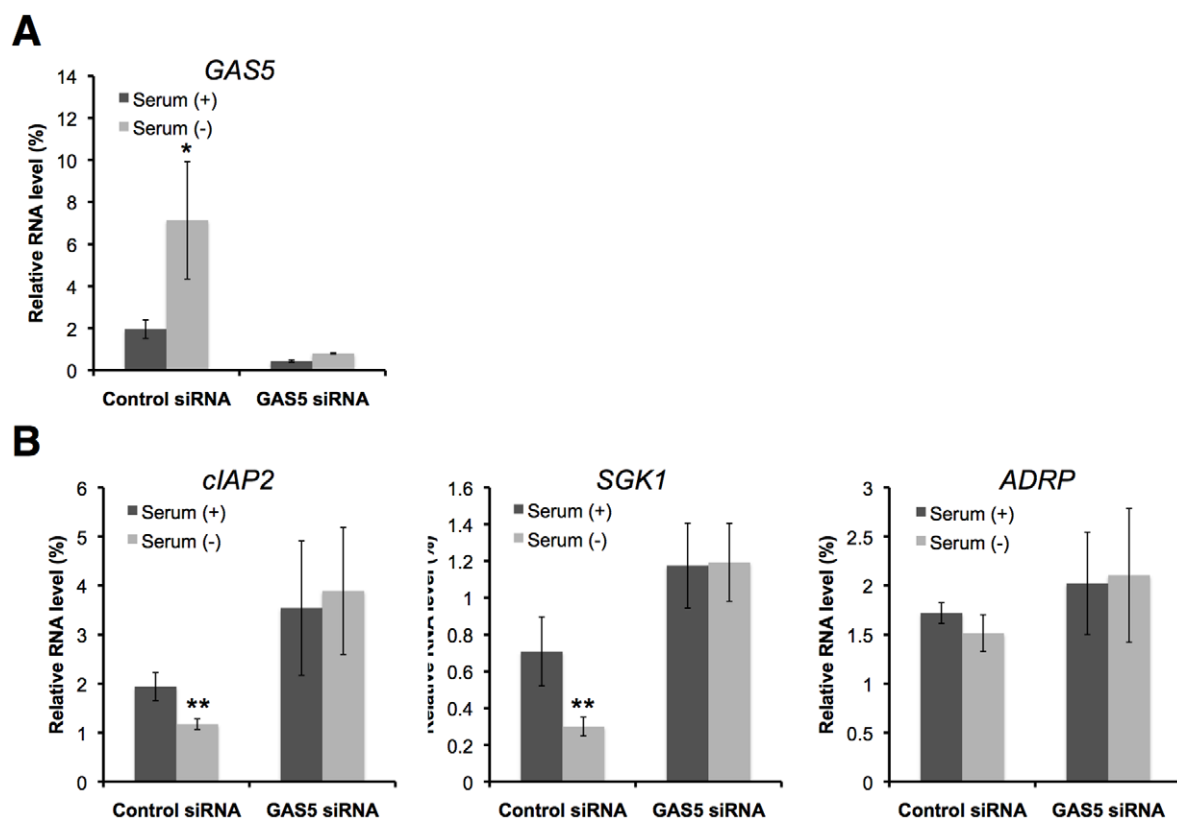 A
GAS5
14
12
10
8
6
4
2
0
Relative RNA level (%)
Serum (+)
Serum (-)
*
Control siRNA
GAS5 siRNA
B
cIAP2
6
5
4
3
2
1
0
Relative RNA level (%)
Serum (+)
Serum (-)
**
Control siRNA
GAS5 siRNA
SGK1
1.6
1.4
1.2
1
0.8
0.6
0.4
0.2
0
Relative RNA level (%)
Serum (+)
Serum (-)
**
Control siRNA
GAS5 siRNA
ADRP
3
2.5
2
1.5
1
0.5
0
Relative RNA level (%)
Serum (+)
Serum (-)
Control siRNA
GAS5 siRNA